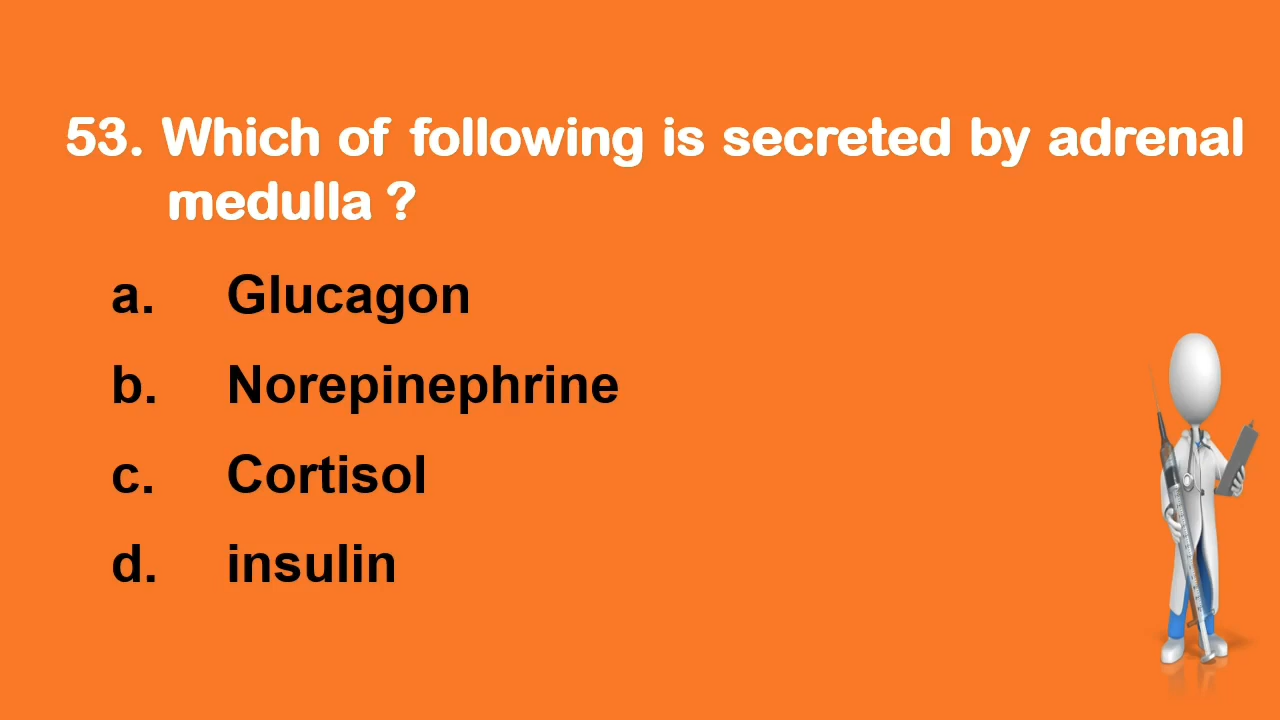 53. Which of following is secreted by adrenal
medulla ?
a. Glucagon
b. Norepinephrine
c. Cortisol
d. insulin